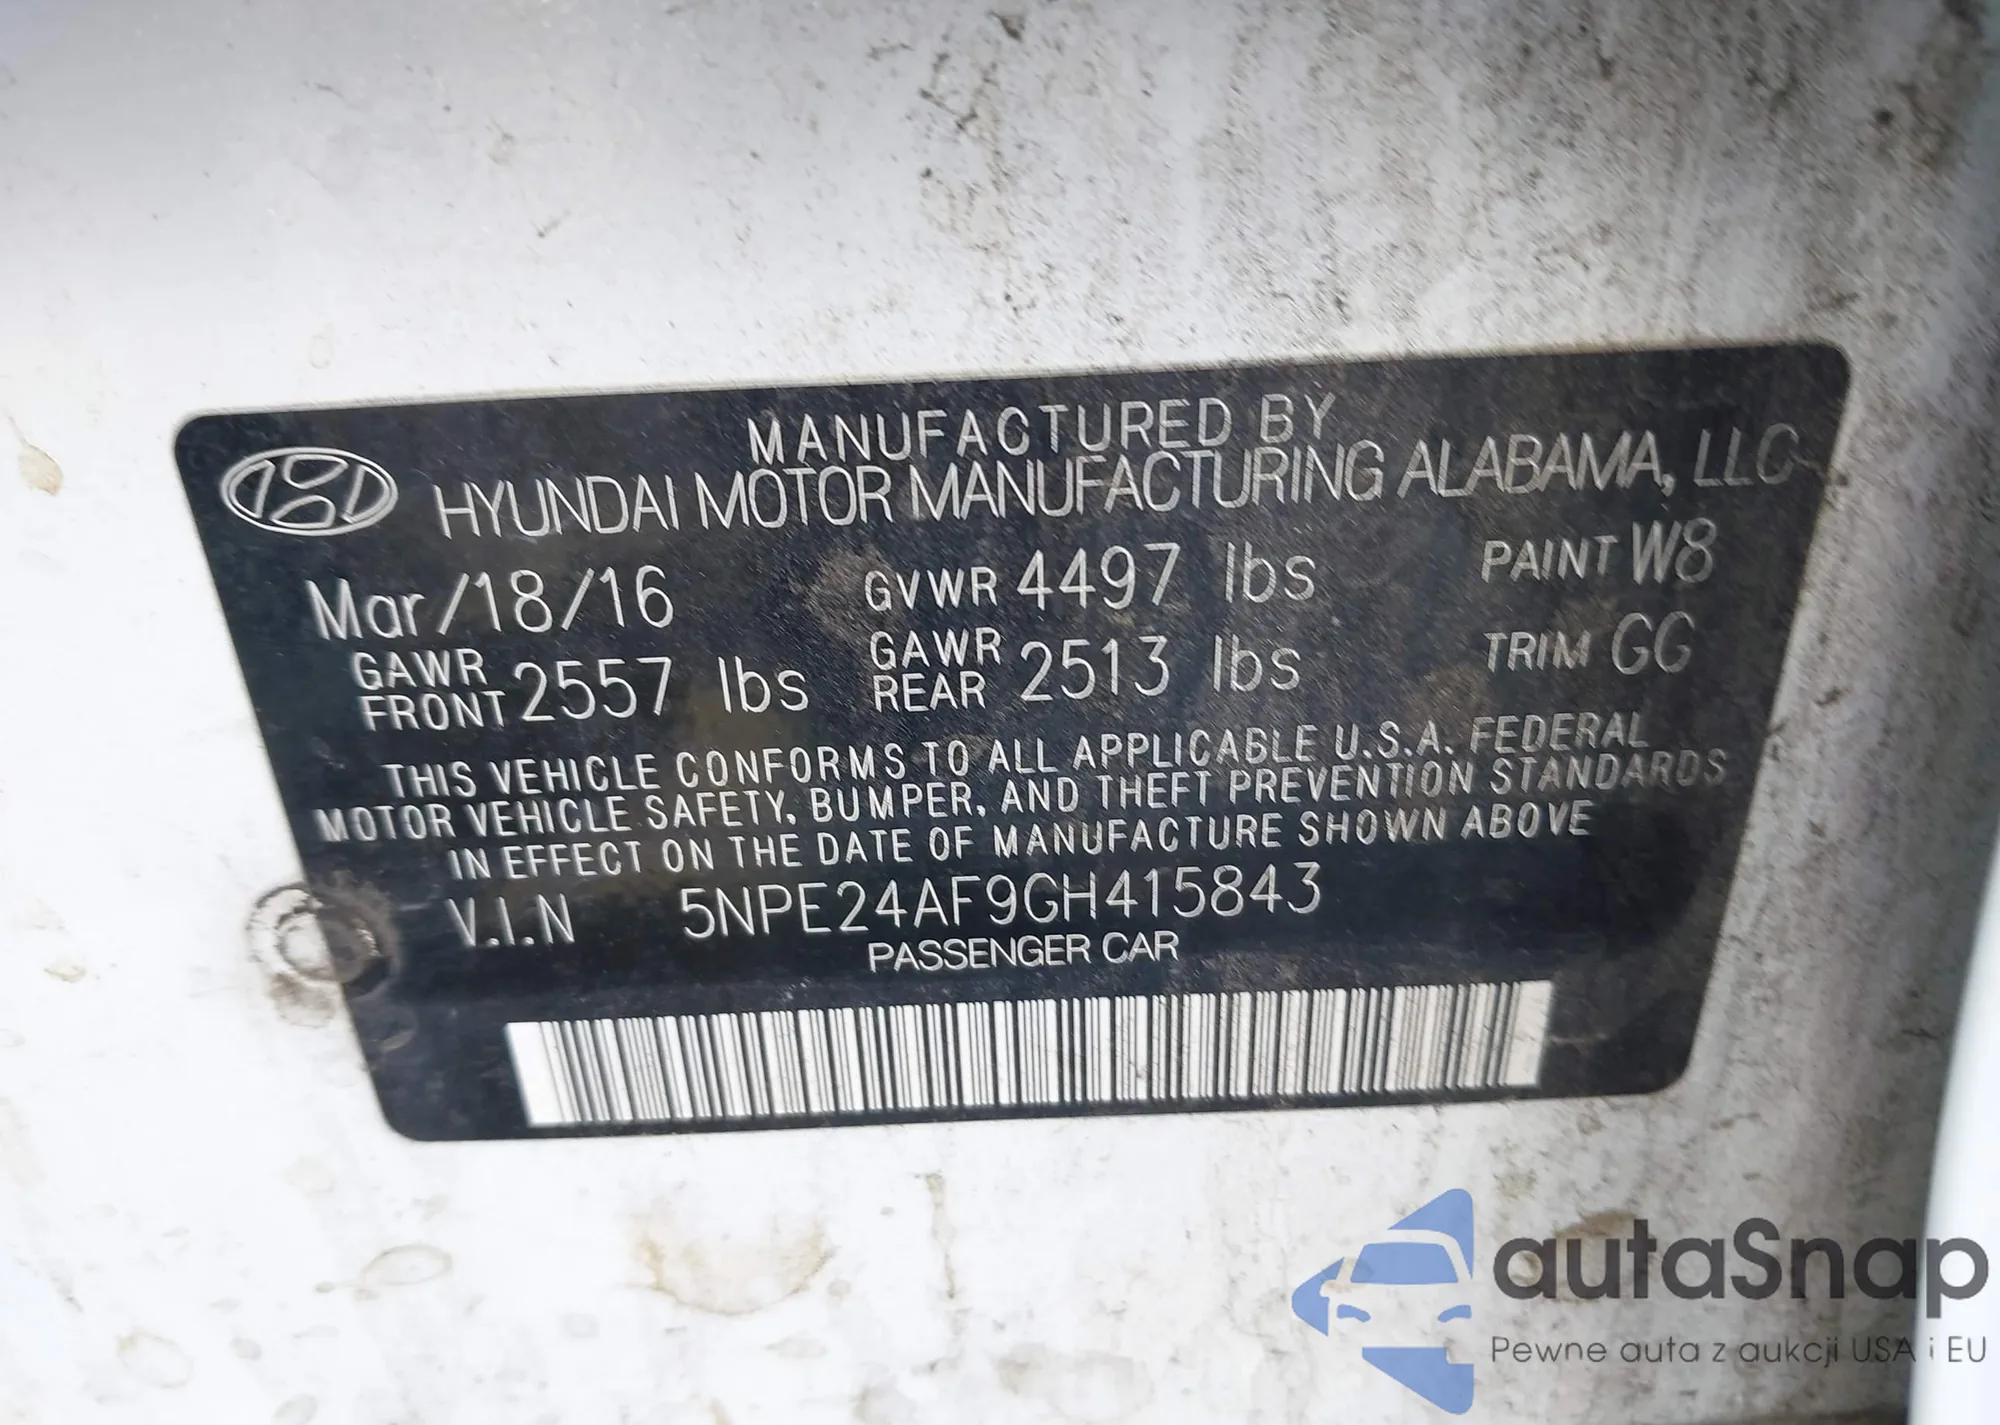 MANUFACTURED BY
HYUNDAI MOTOR MANUFACTURING ALABAMA, LLC
Mar/18/16 GVWR 4497 lbs PAINT W8
GAWR FRONT 2557 lbs GAWR REAR 2513 lbs TRIM GG
THIS VEHICLE CONFORMS TO ALL APPLICABLE U.S.A. FEDERAL
MOTOR VEHICLE SAFETY, BUMPER, AND THEFT PREVENTION STANDARDS
IN EFFECT ON THE DATE OF MANUFACTURE SHOWN ABOVE
V.I.N 5NPE24AF9GH415843
PASSENGER CAR
autaSnap
Pewne auta z aukcji USA i EU